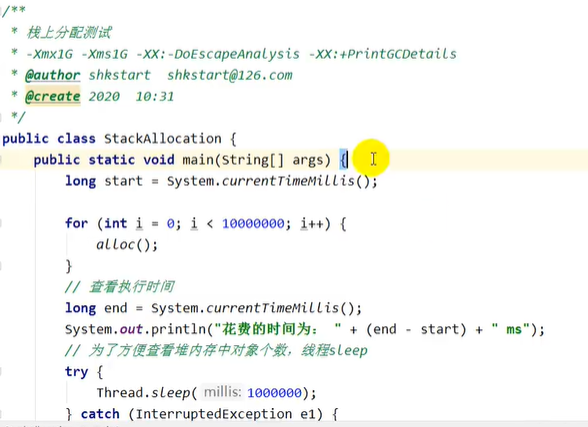 /**
 * 栈上分配测试
 * -Xmx1G -Xms1G -XX:-DoEscapeAnalysis -XX:+PrintGCDetails
 * @author shkstart  shkstart@126.com
 * @create 2020  10:31
 */
public class StackAllocation {
    public static void main(String[] args) {
        long start = System.currentTimeMillis();

        for (int i = 0; i < 10000000; i++) {
            alloc();
        }
        // 查看执行时间
        long end = System.currentTimeMillis();
        System.out.println("花费的时间为： " + (end - start) + " ms");
        // 为了方便查看堆内存中对象个数，线程sleep
        try {
            Thread.sleep( millis: 1000000);
        } catch (InterruptedException e1) {